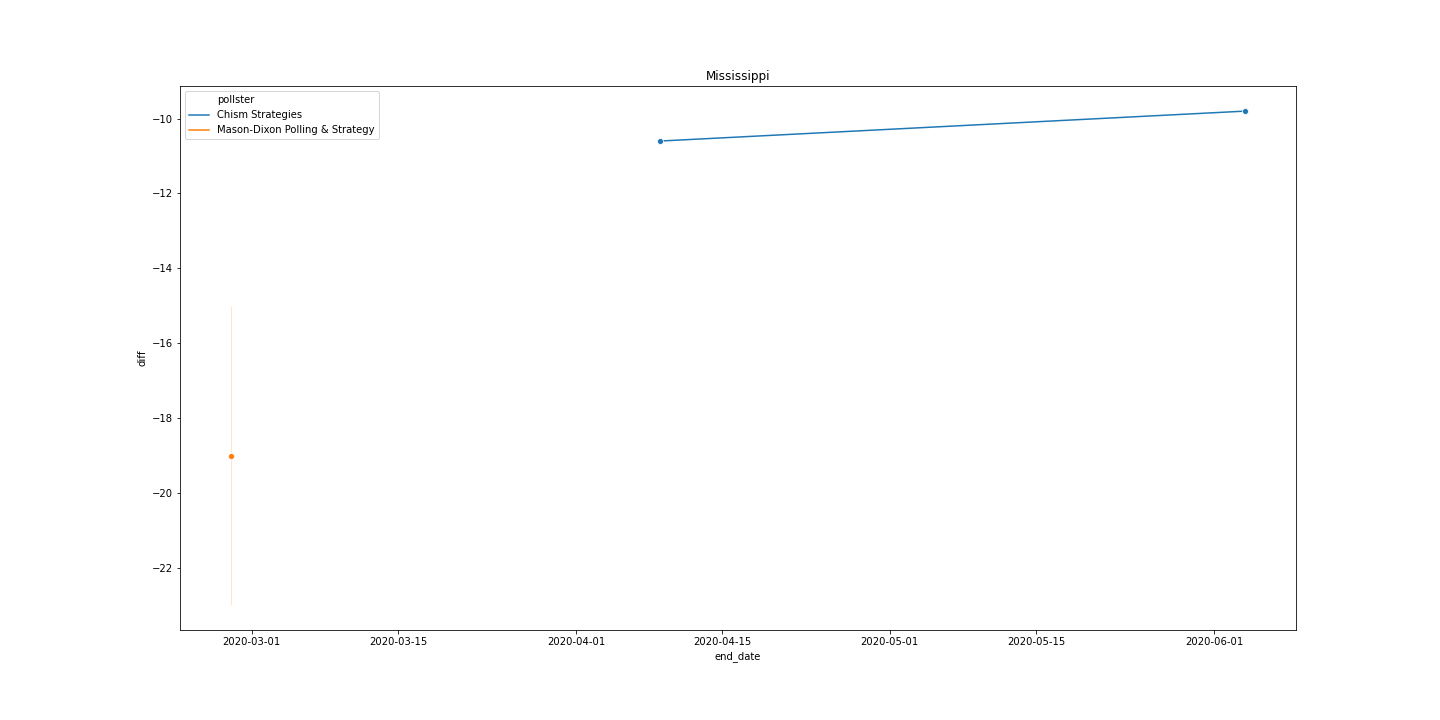 Mississippi
pollster
Chism Strategies
Mason-Dixon Polling & Strategy
−10
−12
−14
−16
−18
−20
−22
diff
2020-03-01
2020-03-15
2020-04-01
2020-04-15
2020-05-01
2020-05-15
2020-06-01
end_date